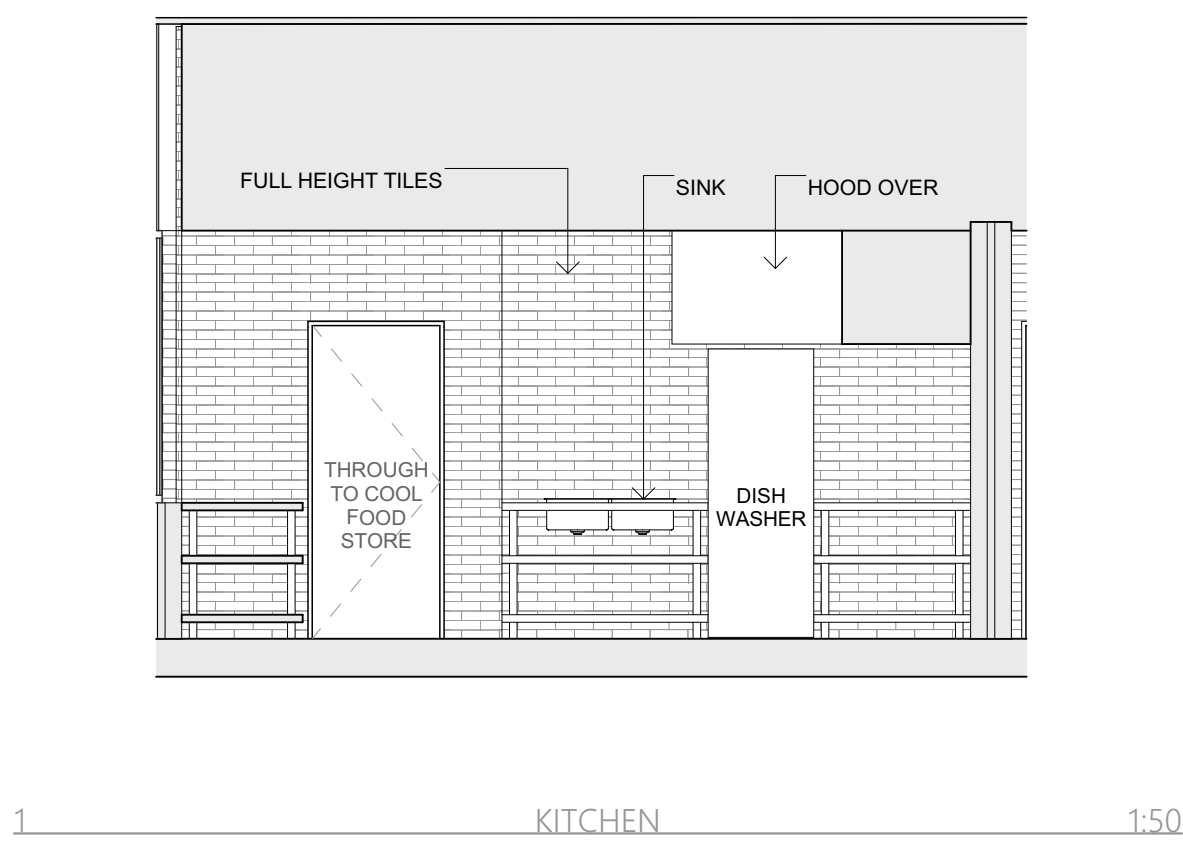 FULL HEIGHT TILES
SINK
HOOD OVER
THROUGH
TO COOL
FOOD
STORE
DISH
WASHER
1
KITCHEN
1:50